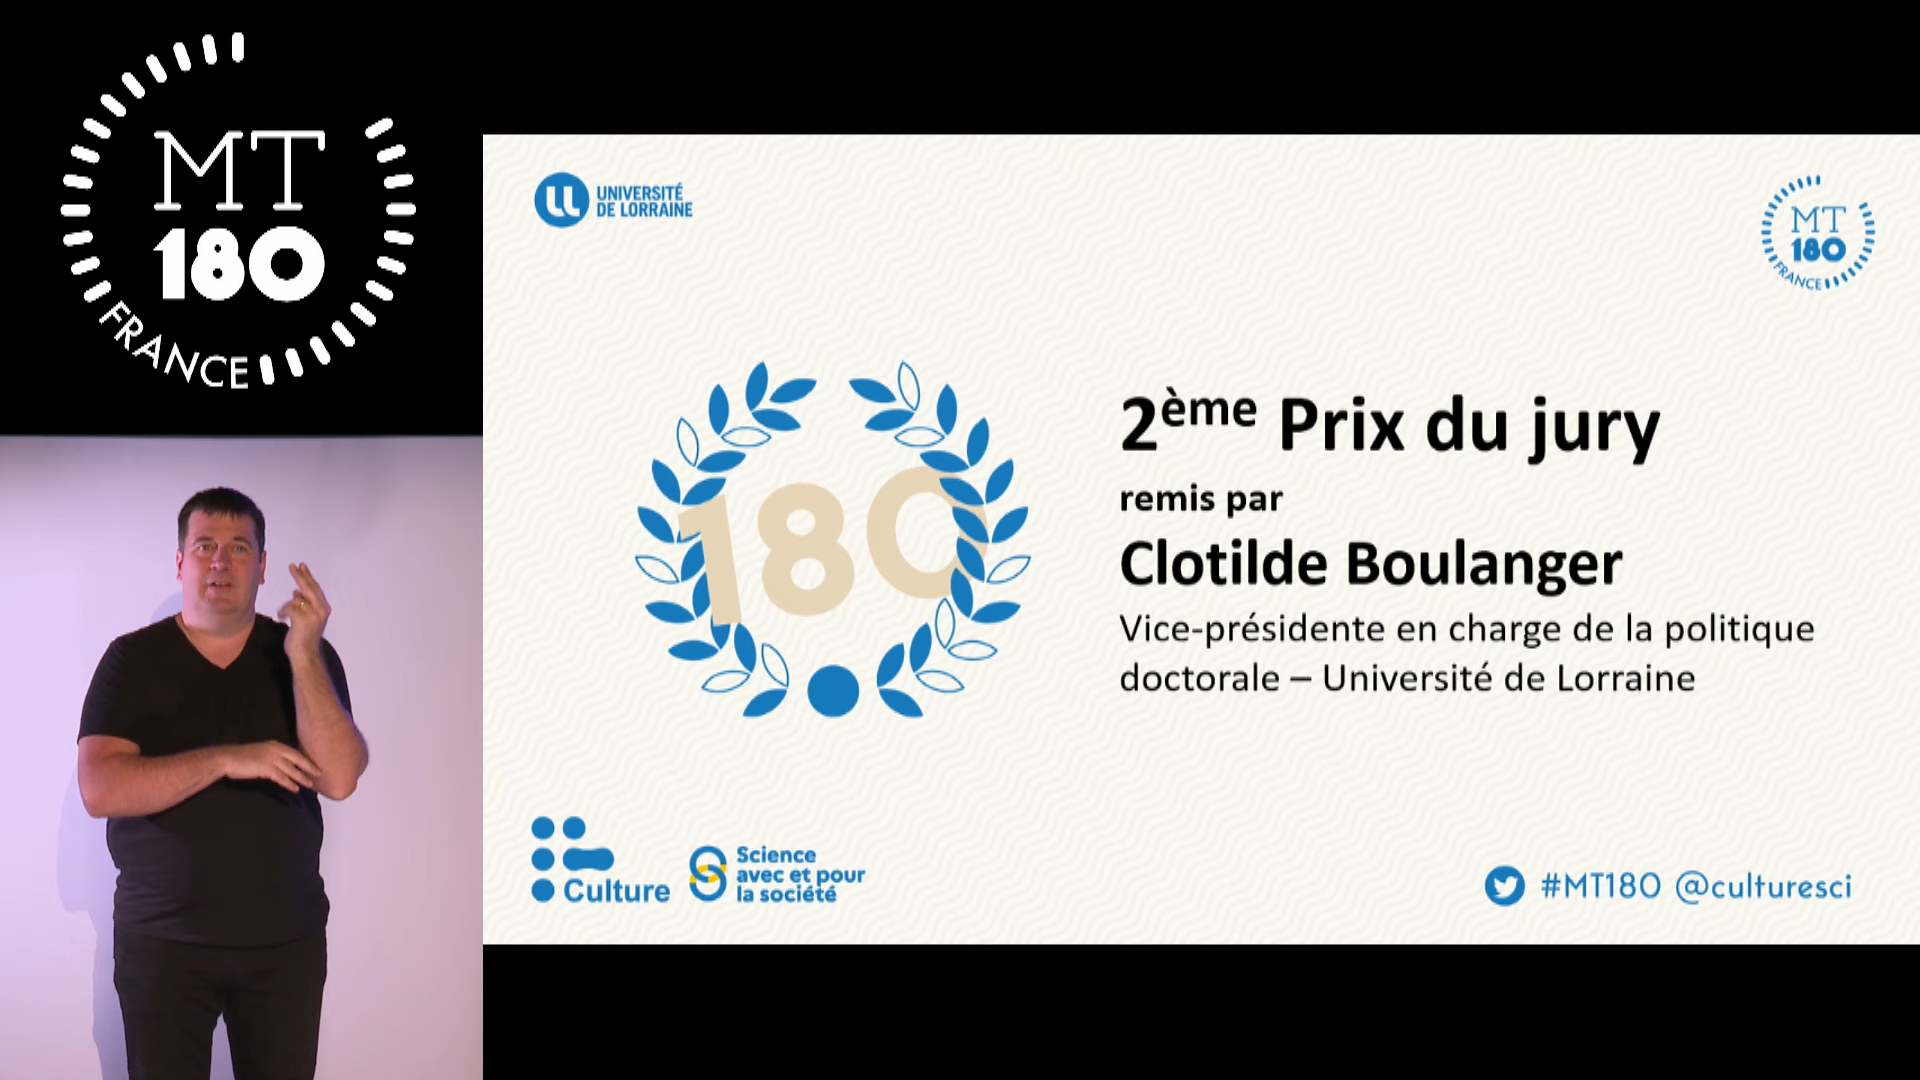 MT
180
FRANCE
UNIVERSITÉ
DE LORRAINE
MT
180
FRANCE
180
2ème Prix du jury
remis par
Clotilde Boulanger
Vice-présidente en charge de la politique
doctorale – Université de Lorraine
Culture
Science
avec et pour
la société
#MT180 @culturesci